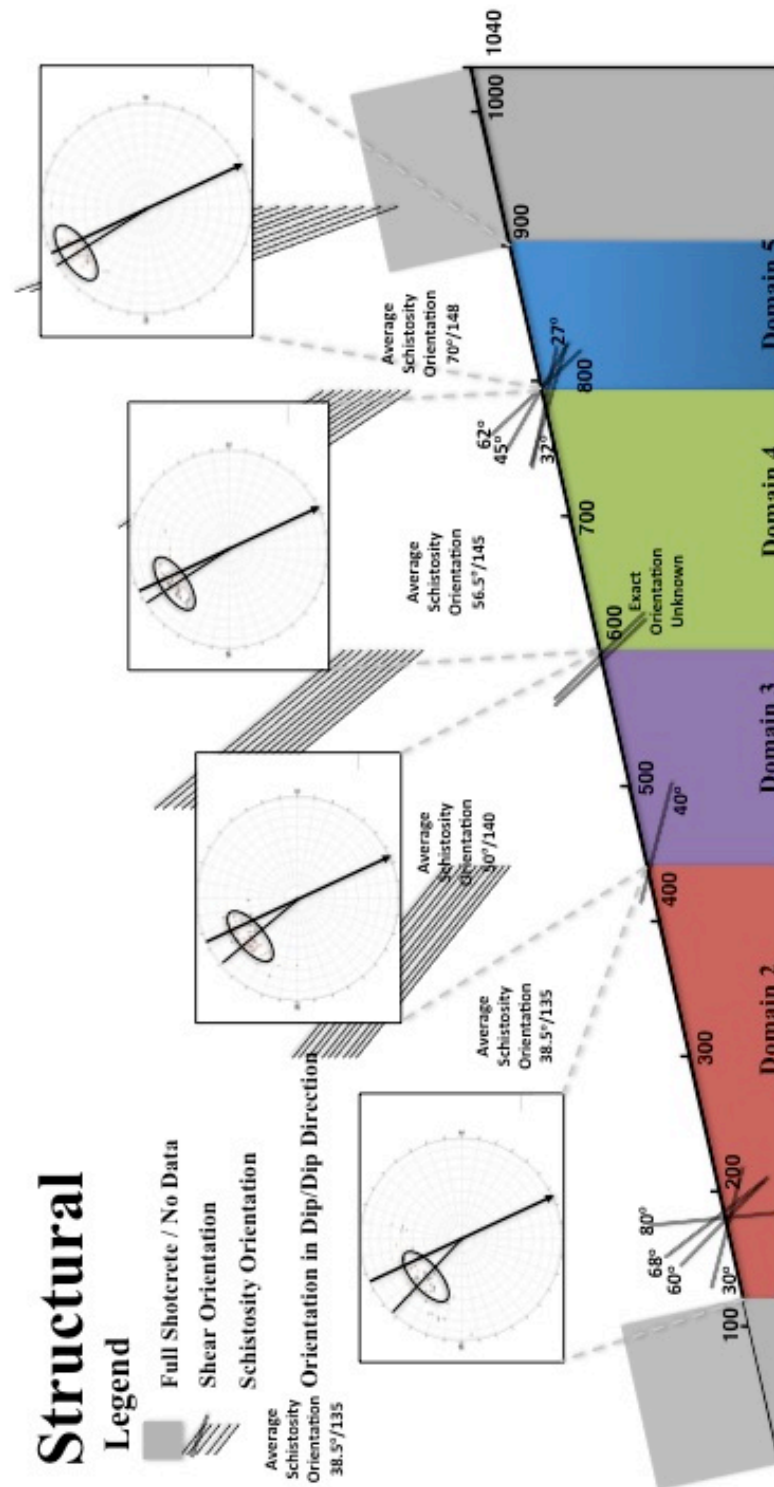 Structural
Legend
Full Shotcrete / No Data
Shear Orientation
Schistosity Orientation
Average
Schistosity
Orientation
38.5°/135
Orientation in Dip/Dip Direction
Average
Schistosity
Orientation
38.5°/135
Average
Schistosity
Orientation
50°/140
Average
Schistosity
Orientation
56.5°/145
Average
Schistosity
Orientation
70°/148
80°
68°
60°
30°
40°
Exact
Orientation
Unknown
62°
45°
37°
27°
100
200
300
400
500
600
700
800
900
1000
1040
Domain 2
Domain 3
Domain 4
Domain 5